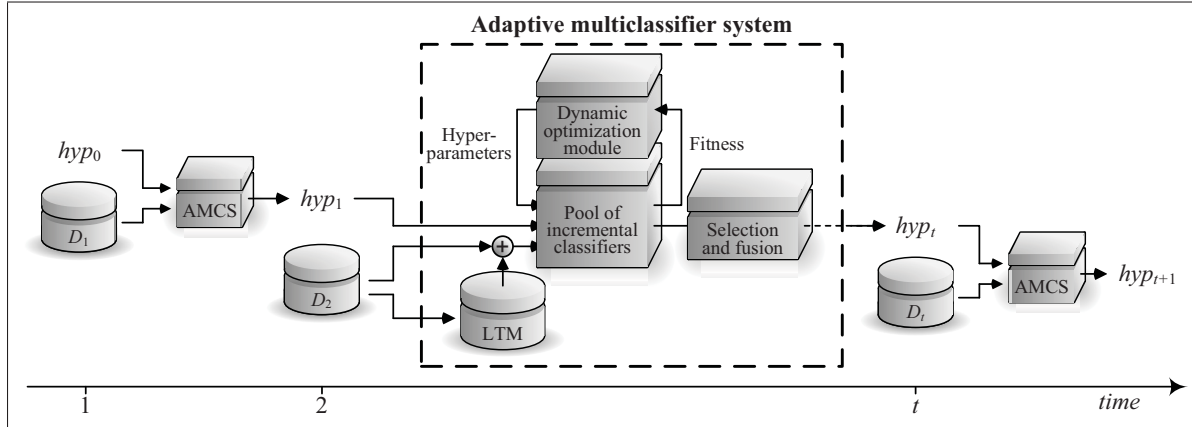 Adaptive multiclassifier system
Dynamic
optimization
module
Hyper-
parameters
Fitness
hyp0
AMCS
D1
hyp1
Pool of
incremental
classifiers
Selection
and fusion
D2
LTM
hypt
AMCS
Dt
hypt+1
1
2
t
time